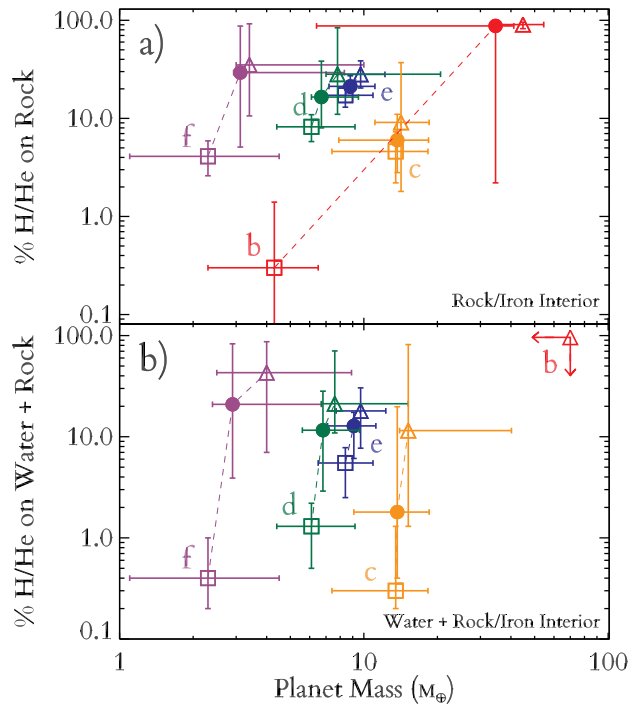 a)
% H/He on Rock
100.0
10.0
1.0
0.1
f
d
e
c
b
Rock/Iron Interior
b)
% H/He on Water + Rock
100.0
10.0
1.0
0.1
b
f
d
e
c
Water + Rock/Iron Interior
1 10 100
Planet Mass (M⊕)